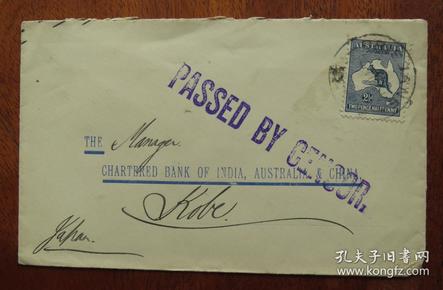 AUSTRALIA
TWO PENCE HALFPENNY
PASSED BY CENSOR.
THE Manager
CHARTERED BANK OF INDIA, AUSTRALIA & CHINA,
Kobe.
Japan.
孔夫子旧书网
www.kongfz.com